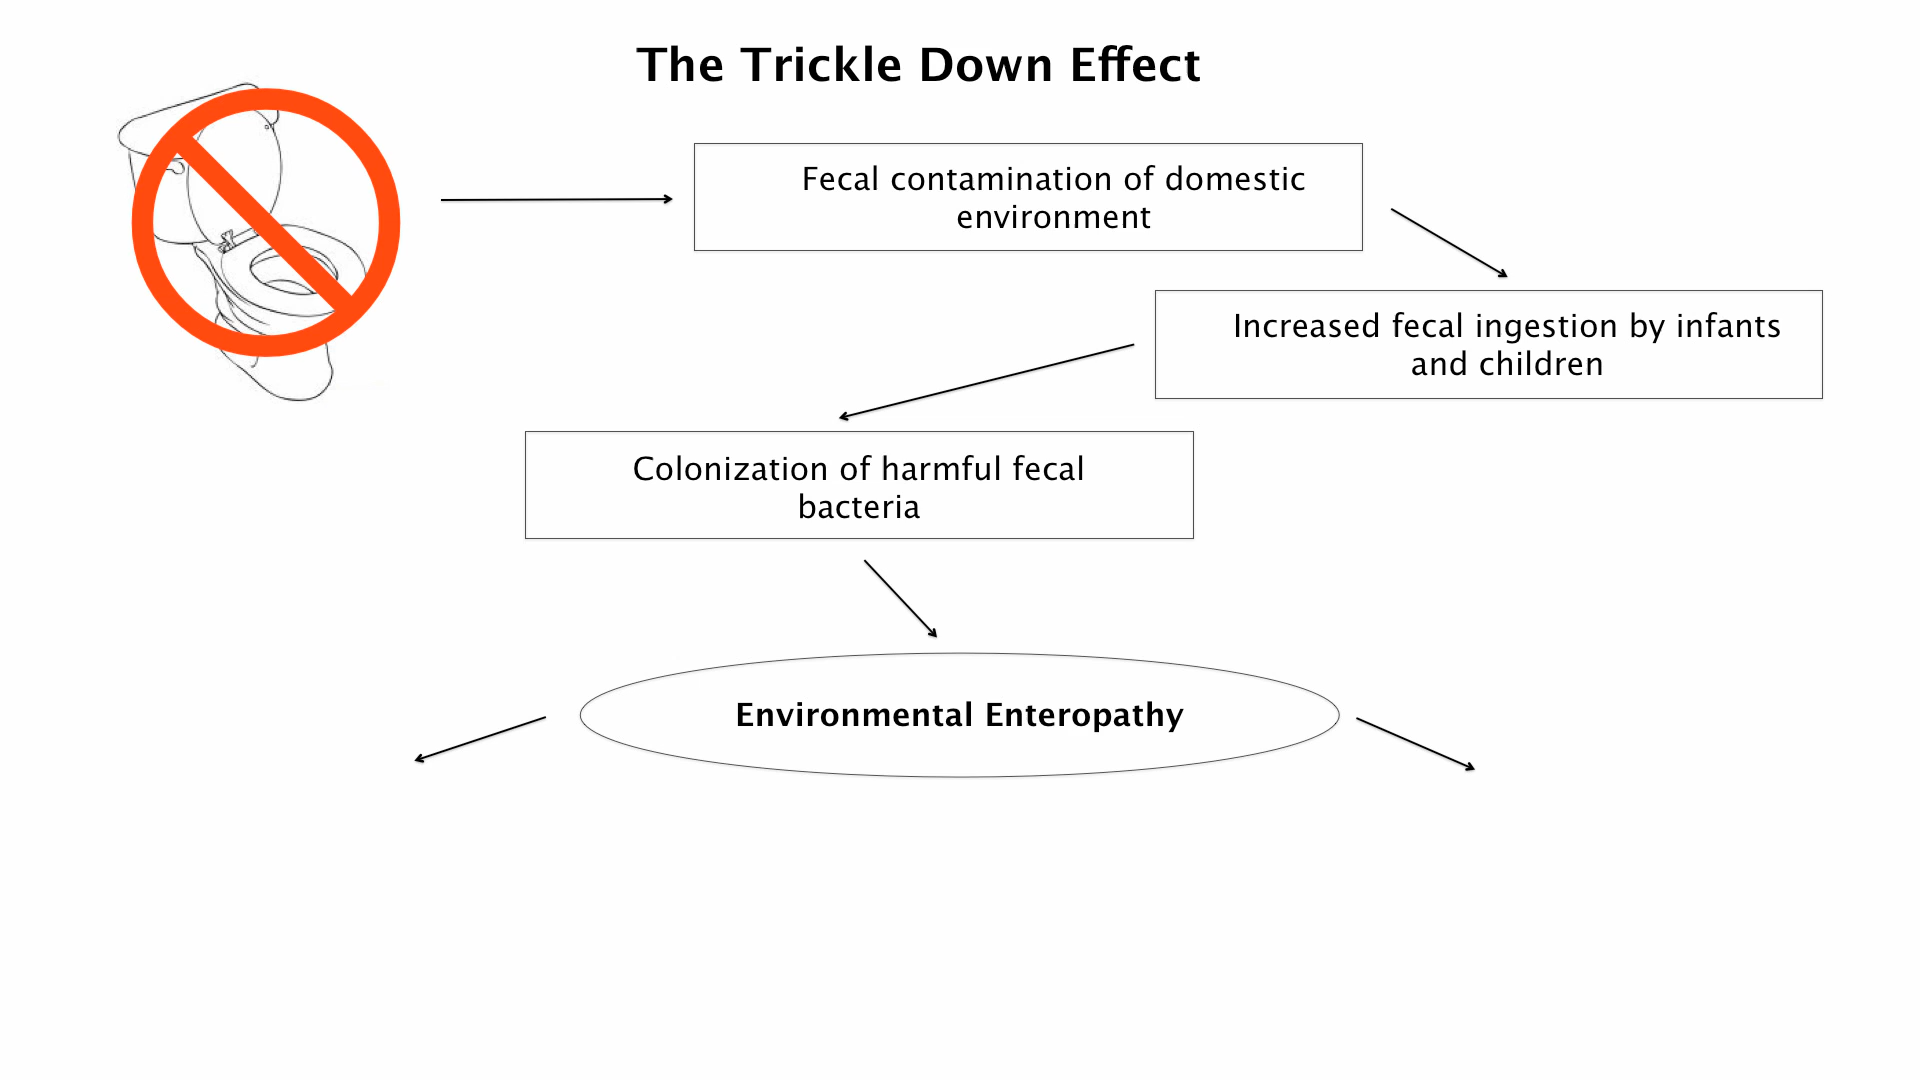 The Trickle Down Effect
Fecal contamination of domestic
environment
Increased fecal ingestion by infants
and children
Colonization of harmful fecal
bacteria
Environmental Enteropathy